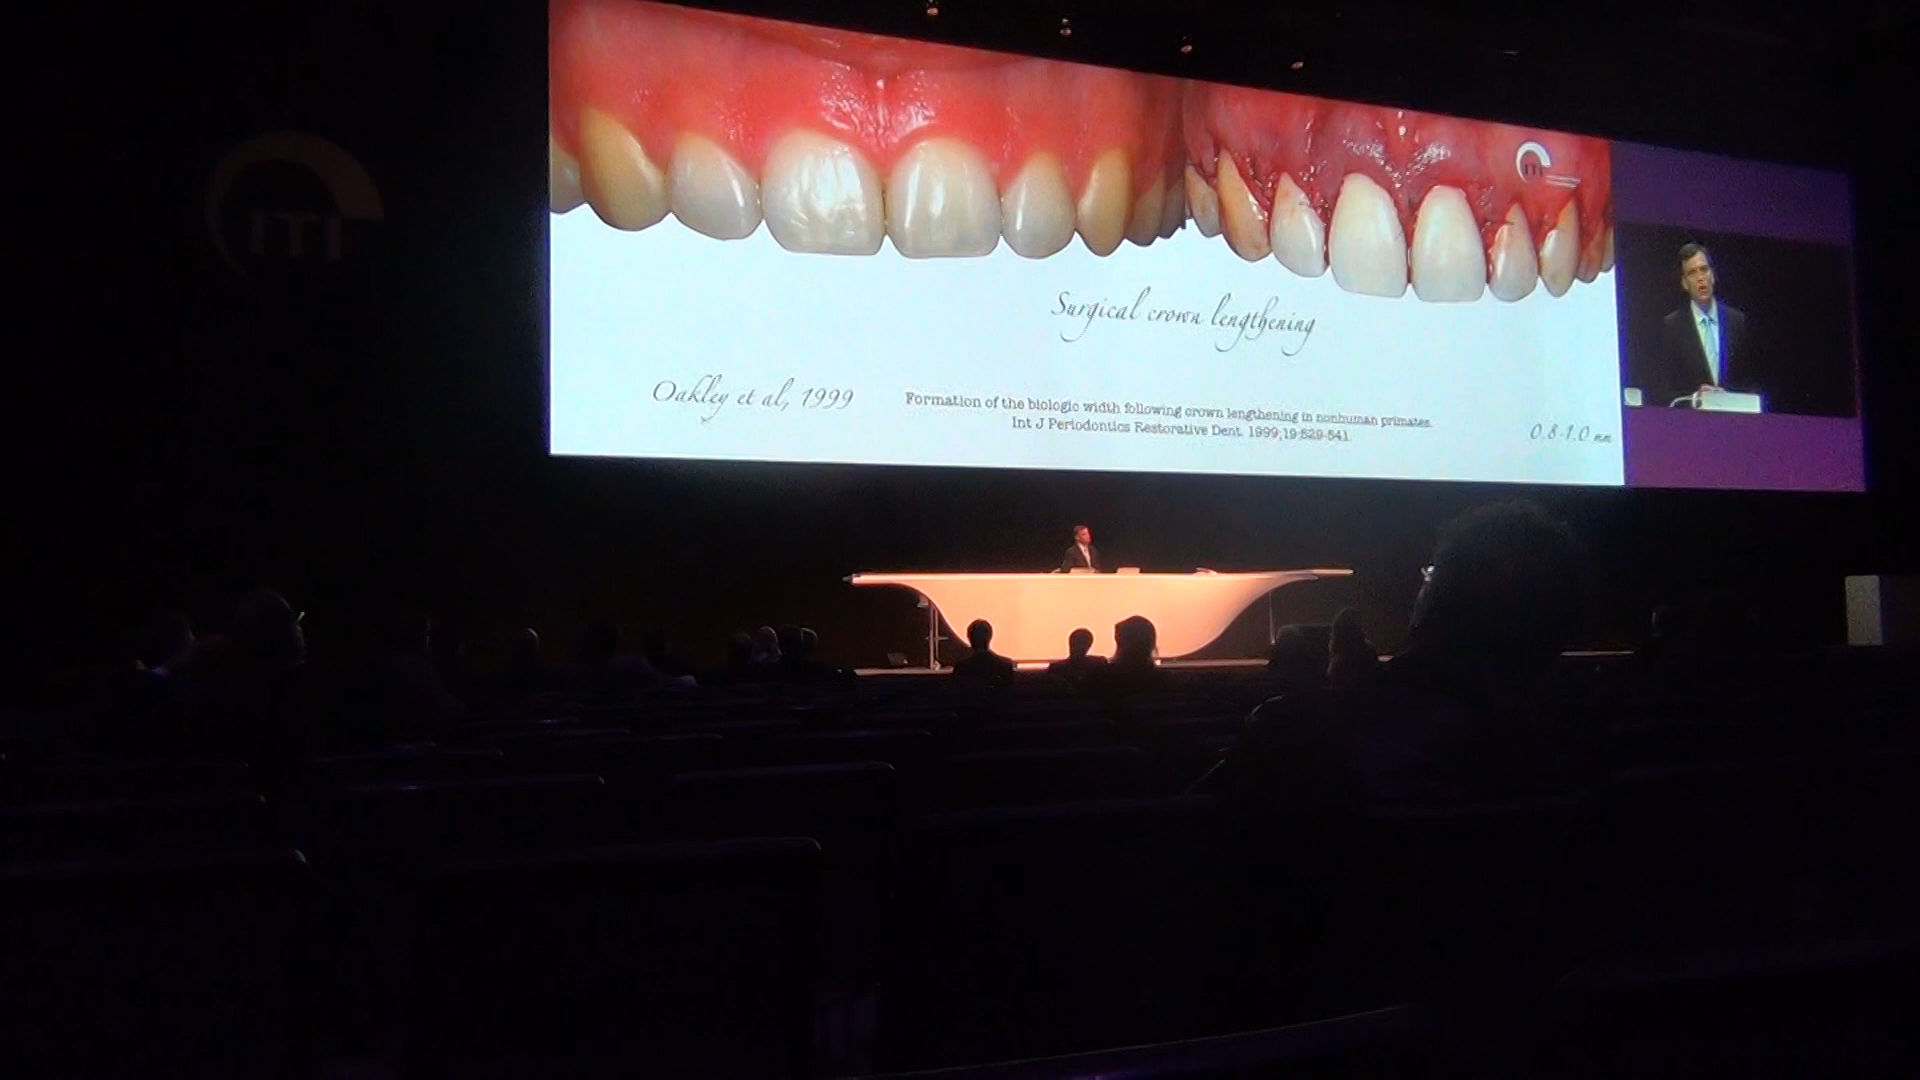 ITI
ITI
Surgical crown lengthening
Oakley et al, 1999
Formation of the biologic width following crown lengthening in nonhuman primates.
Int J Periodontics Restorative Dent. 1999;19:529-541.
0.8-1.0 mm